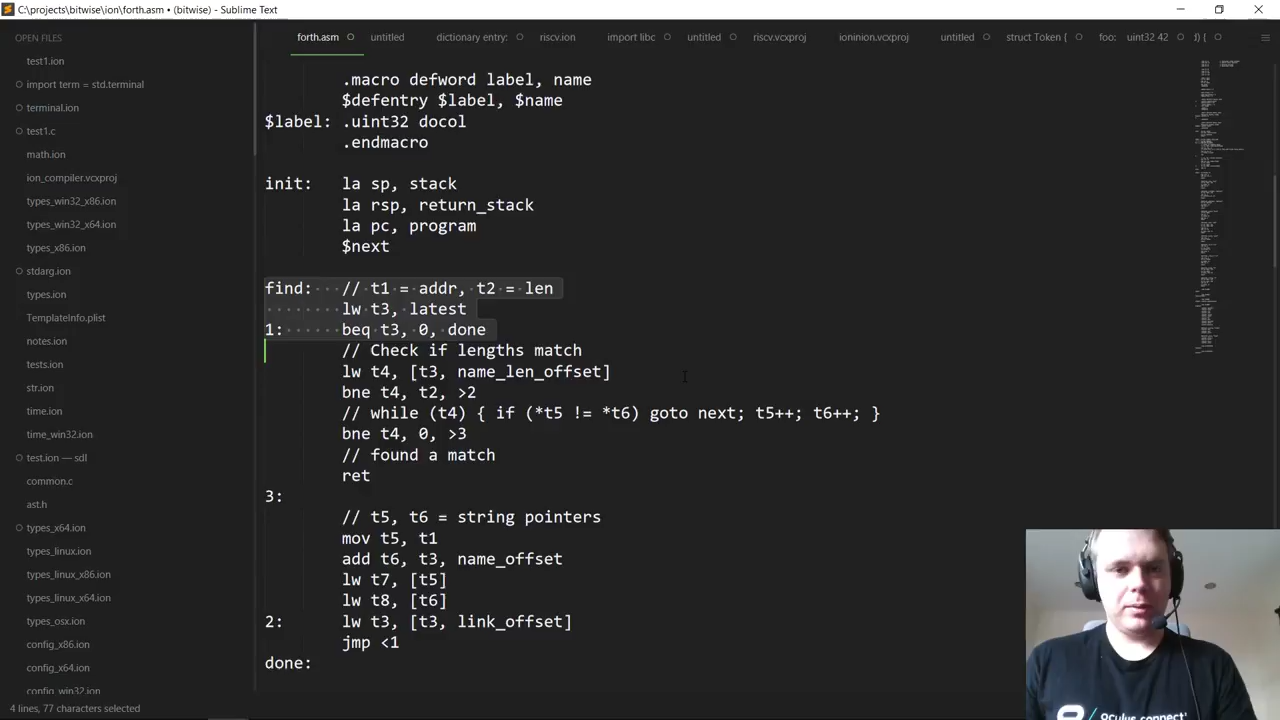 C:\projects\bitwise\ion\forth.asm • (bitwise) - Sublime Text
OPEN FILES
test1.ion
import term = std.terminal
terminal.ion
test1.c
math.ion
ion_compiler.vcxproj
types_win32_x86.ion
types_win32_x64.ion
types_x86.ion
stdarg.ion
types.ion
TemplateInfo.plist
notes.ion
tests.ion
str.ion
time.ion
time_win32.ion
test.ion — sdl
common.c
ast.h
types_x64.ion
types_linux.ion
types_linux_x86.ion
types_linux_x64.ion
types_osx.ion
config_x86.ion
config_x64.ion
config_win32.ion
forth.asm
untitled
dictionary entry:
riscv.ion
import libc
untitled
riscv.vcxproj
ioninion.vcxproj
untitled
struct Token {
foo: uint32 42
s) {
.macro defword label, name
$defentry $label, $name
$label: .uint32 docol
.endmacro
init: la sp, stack
la rsp, return_stack
la pc, program
$next
find: // t1 = addr, t2 = len
lw t3, latest
1: beq t3, 0, done
// Check if lengths match
lw t4, [t3, name_len_offset]
bne t4, t2, >2
// while (t4) { if (*t5 != *t6) goto next; t5++; t6++; }
bne t4, 0, >3
// found a match
ret
3:
// t5, t6 = string pointers
mov t5, t1
add t6, t3, name_offset
lw t7, [t5]
lw t8, [t6]
2: lw t3, [t3, link_offset]
jmp <1
done:
Oculus connect
4 lines, 77 characters selected